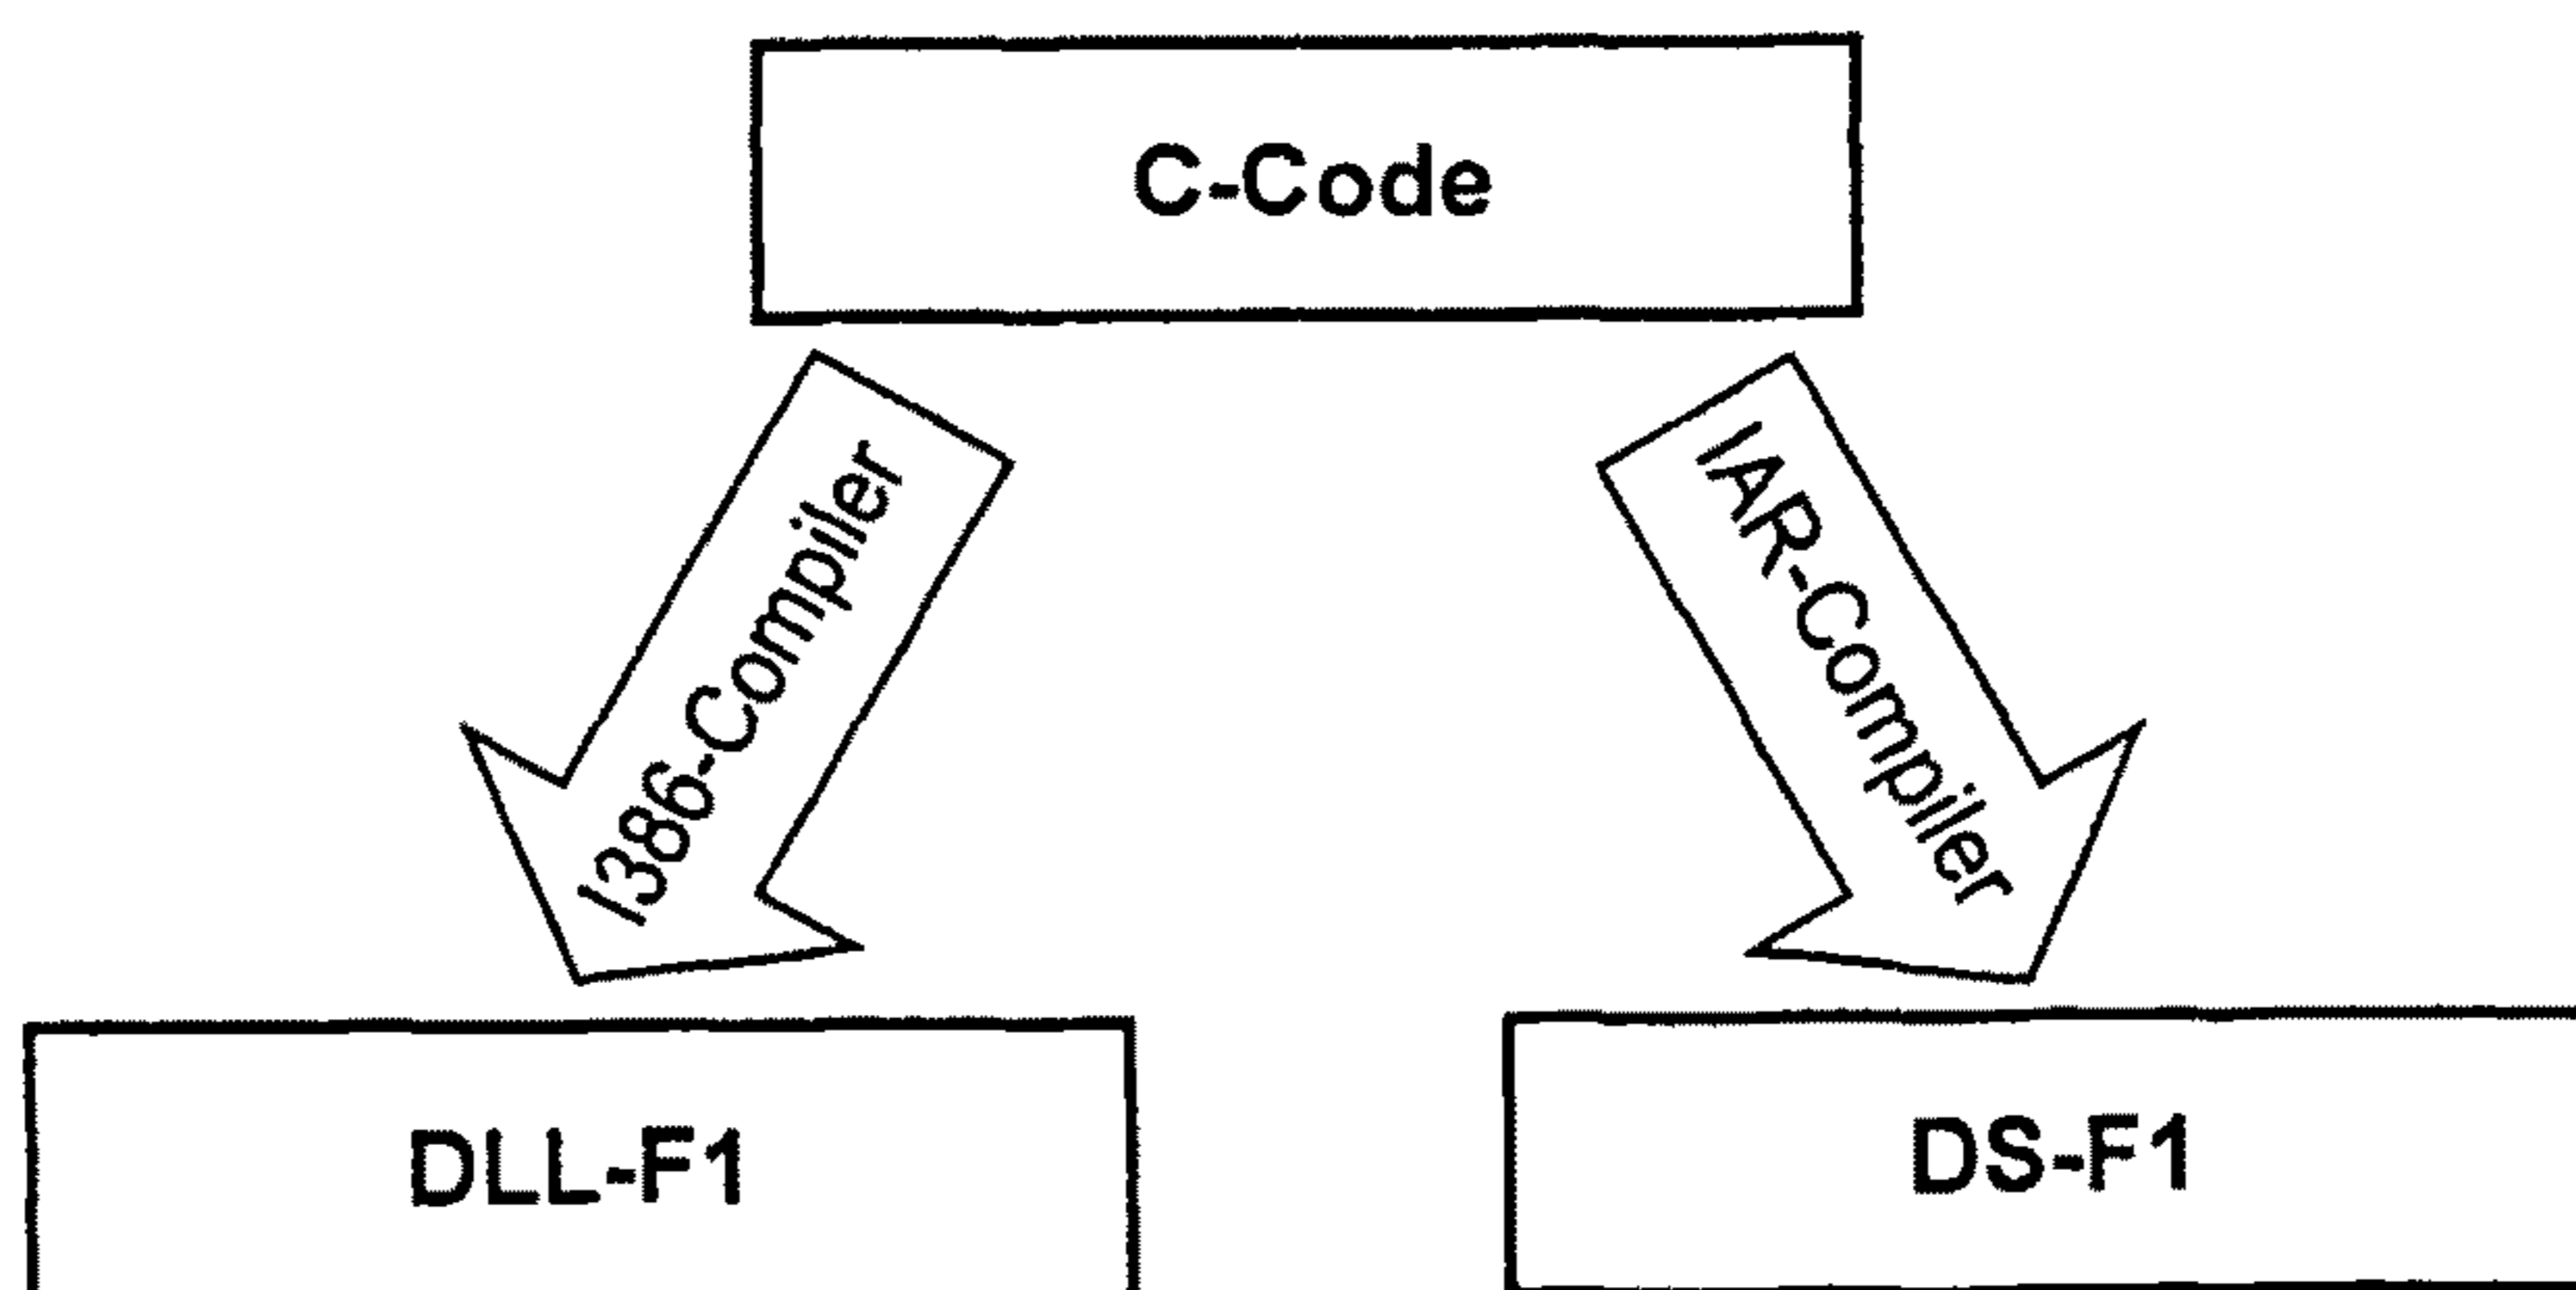 C-Code
I386-Compiler
IAR-Compiler
DLL-F1
DS-F1